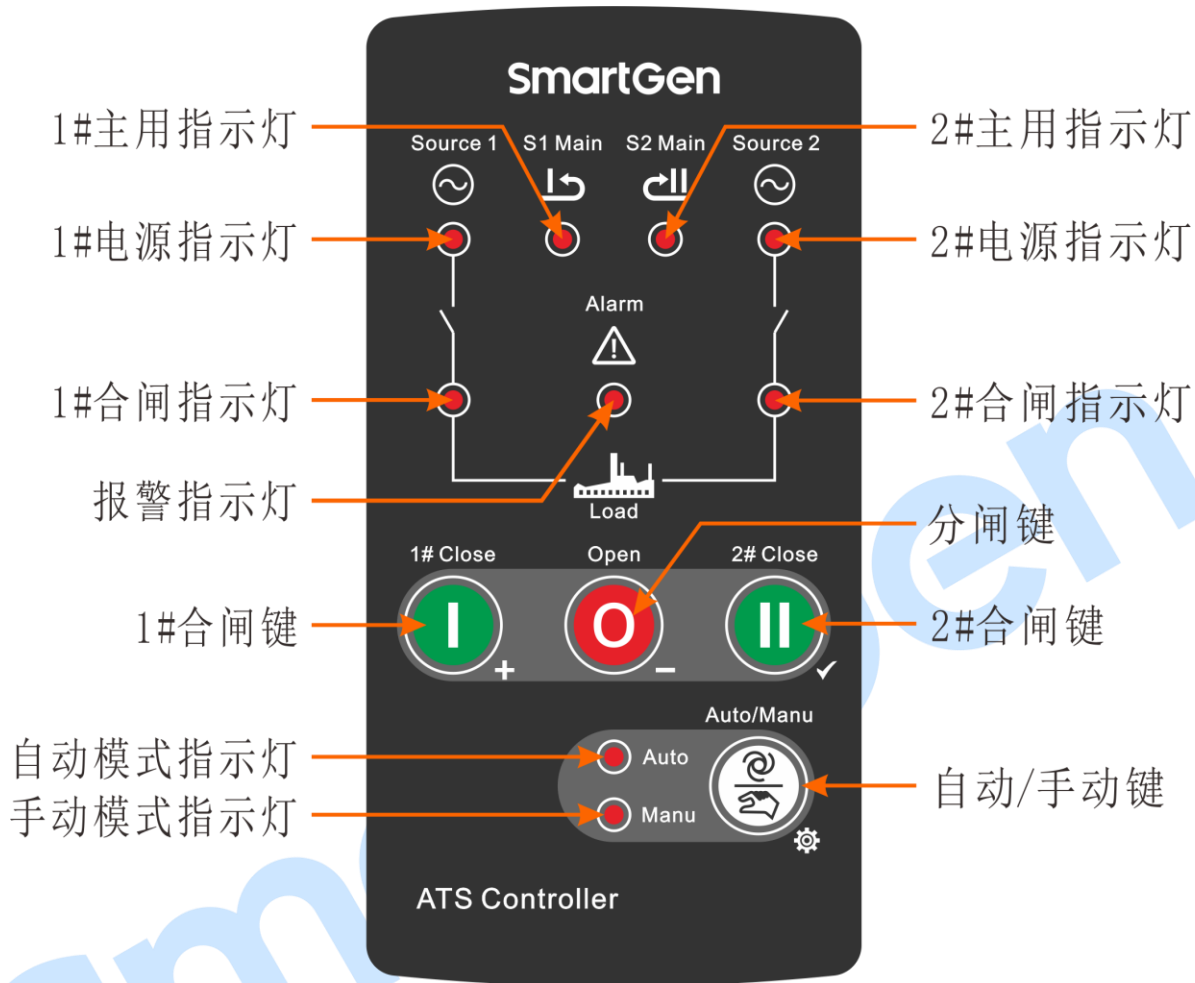 SmartGen
1#主用指示灯
2#主用指示灯
Source 1
S1 Main
S2 Main
Source 2
1#电源指示灯
2#电源指示灯
Alarm
1#合闸指示灯
2#合闸指示灯
报警指示灯
Load
分闸键
1# Close
Open
2# Close
1#合闸键
I
O
II
2#合闸键
+
−
✓
Auto/Manu
自动模式指示灯
Auto
自动/手动键
手动模式指示灯
Manu
ATS Controller